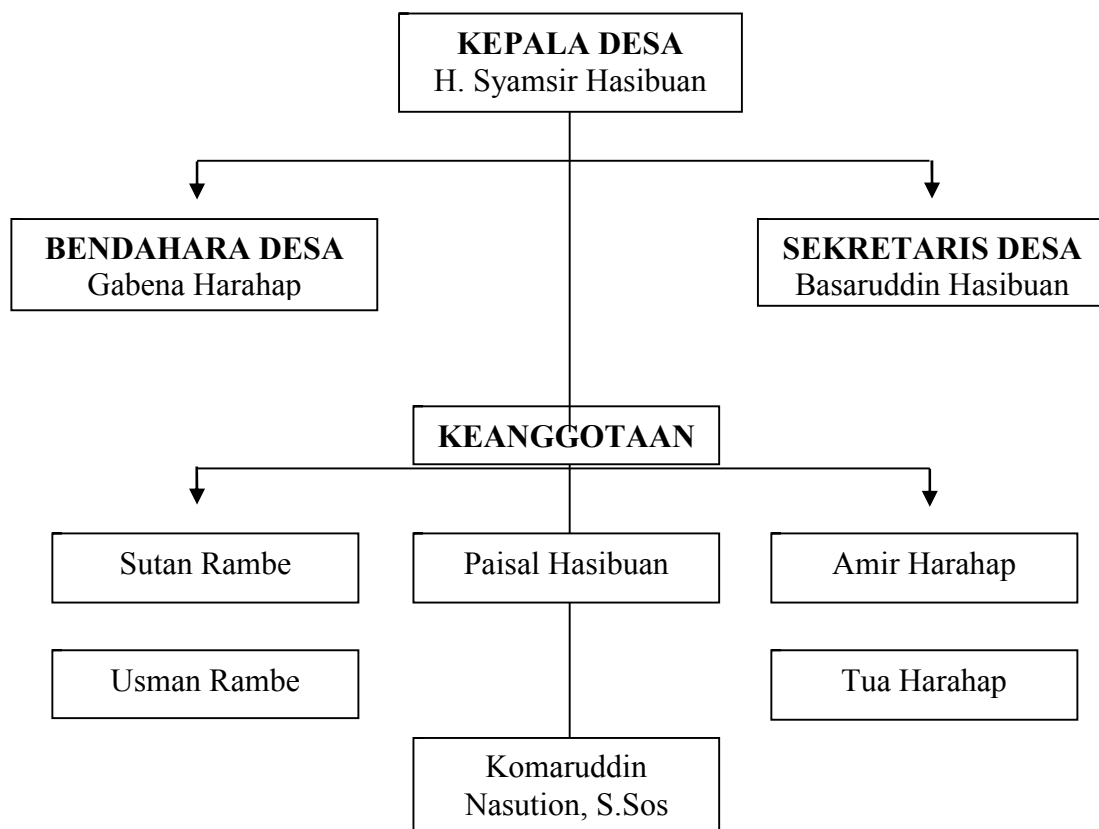 KEPALA DESA
H. Syamsir Hasibuan
BENDAHARA DESA
Gabena Harahap
SEKRETARIS DESA
Basaruddin Hasibuan
KEANGGOTAAN
Sutan Rambe
Paisal Hasibuan
Amir Harahap
Usman Rambe
Tua Harahap
Komaruddin
Nasution, S.Sos